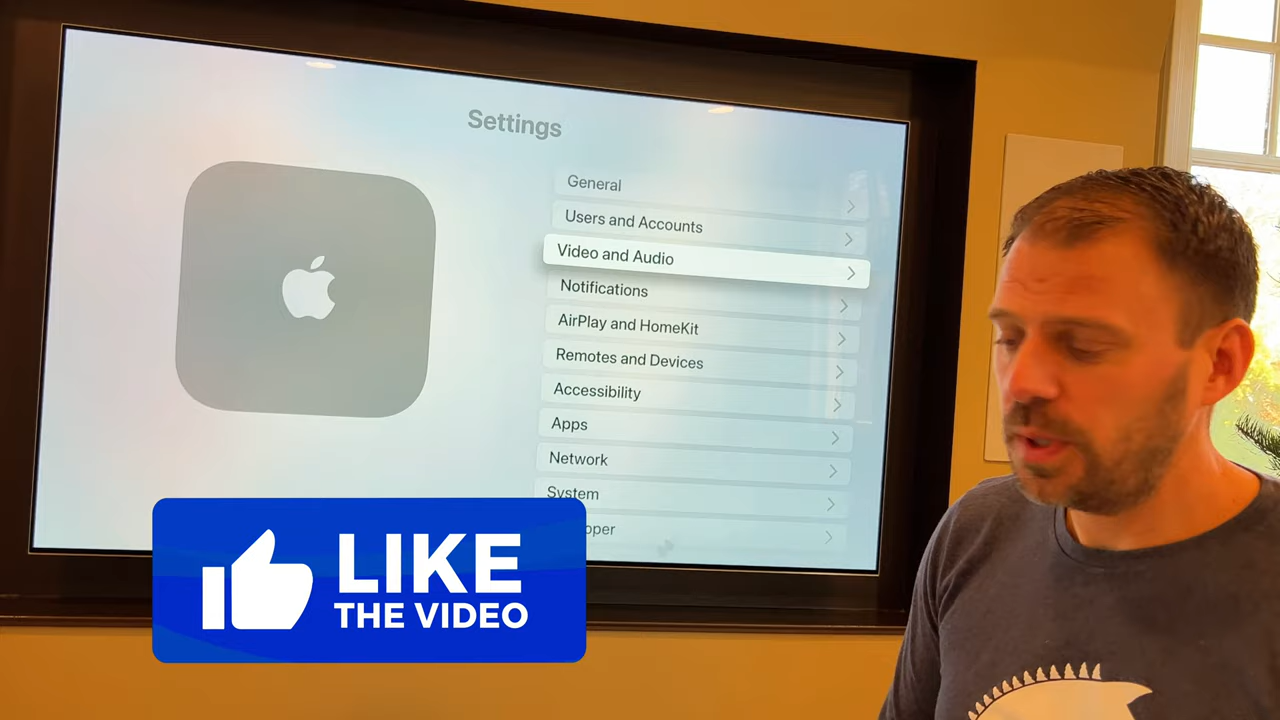 Settings
General
Users and Accounts
Video and Audio
Notifications
AirPlay and HomeKit
Remotes and Devices
Accessibility
Apps
Network
System
oper
LIKE
THE VIDEO